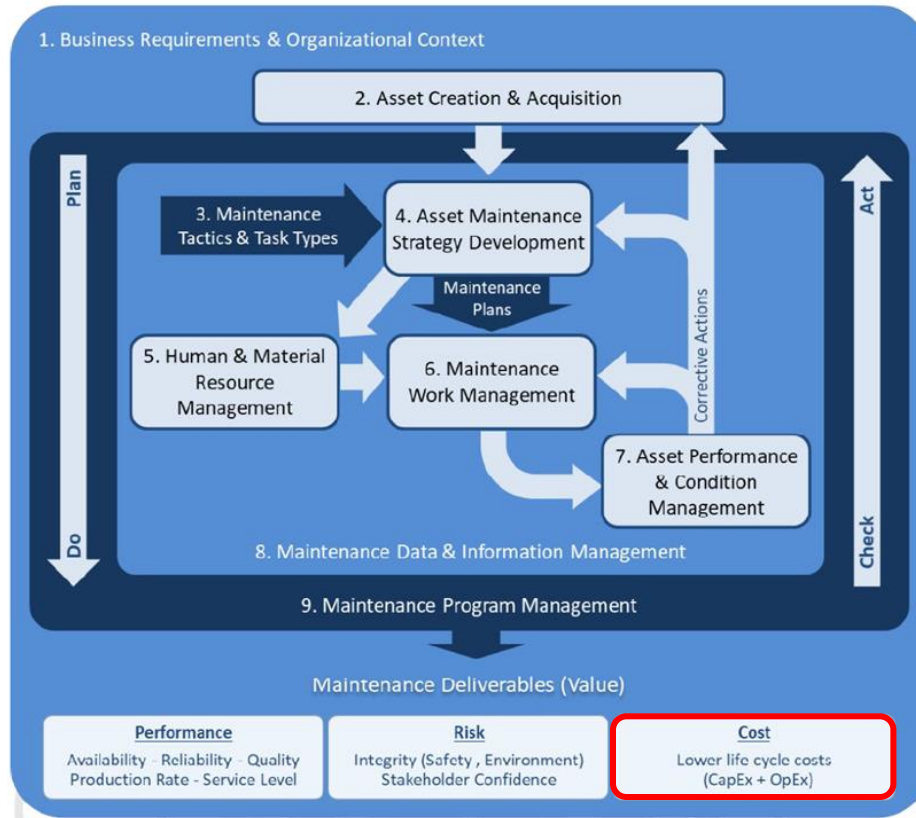 1. Business Requirements & Organizational Context
2. Asset Creation & Acquisition
Plan
Act
3. Maintenance
Tactics & Task Types
4. Asset Maintenance
Strategy Development
Maintenance
Plans
5. Human & Material
Resource
Management
6. Maintenance
Work Management
Corrective Actions
7. Asset Performance
& Condition
Management
Do
Check
8. Maintenance Data & Information Management
9. Maintenance Program Management
Maintenance Deliverables (Value)
Performance
Availability - Reliability - Quality
Production Rate - Service Level
Risk
Integrity (Safety , Environment)
Stakeholder Confidence
Cost
Lower life cycle costs
(CapEx + OpEx)